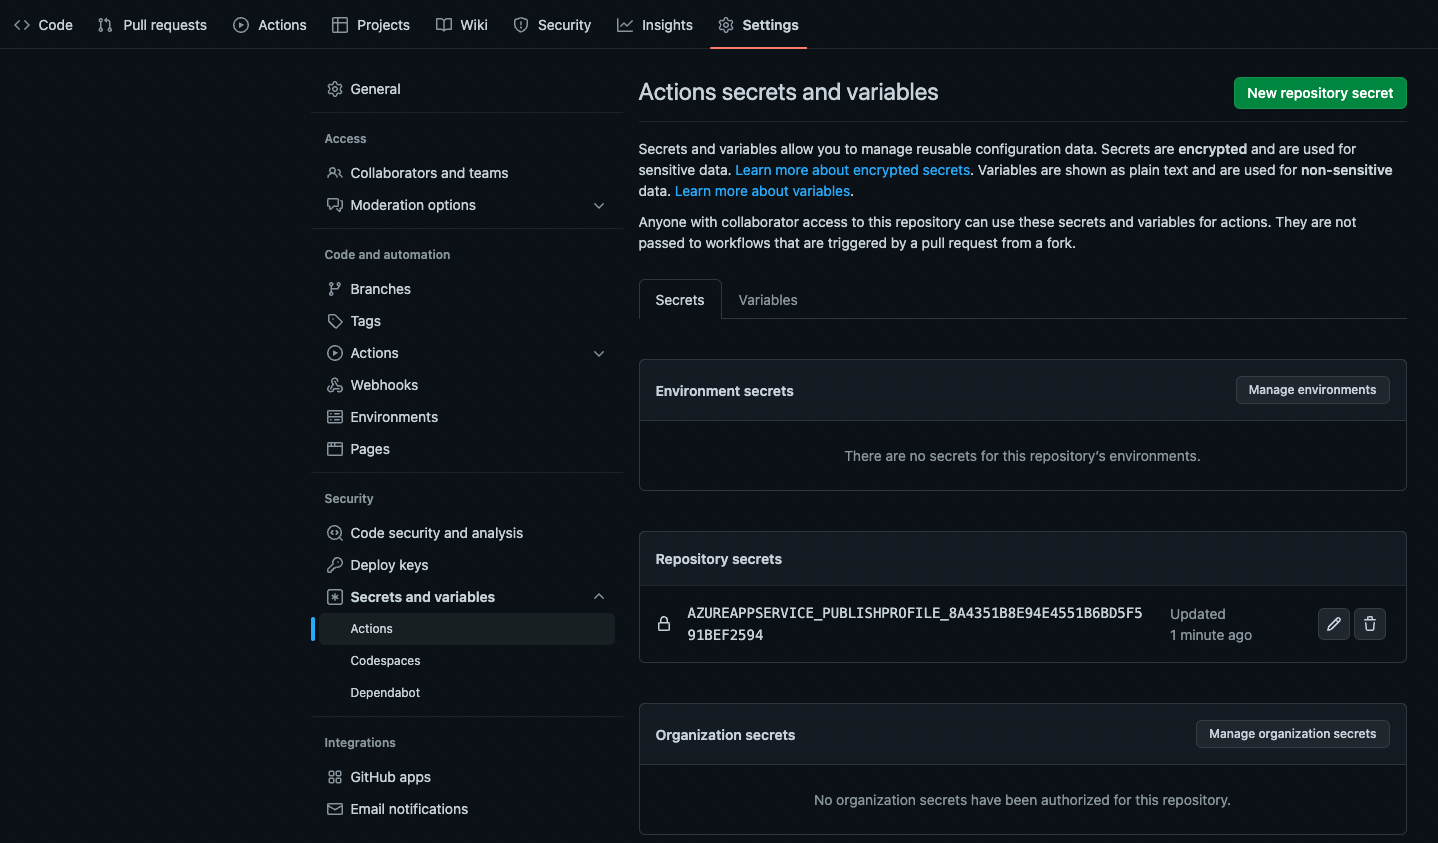 Code Pull requests Actions Projects Wiki Security Insights Settings
General
Access
Collaborators and teams
Moderation options
Code and automation
Branches
Tags
Actions
Webhooks
Environments
Pages
Security
Code security and analysis
Deploy keys
Secrets and variables
Actions
Codespaces
Dependabot
Integrations
GitHub apps
Email notifications
Actions secrets and variables
New repository secret
Secrets and variables allow you to manage reusable configuration data. Secrets are encrypted and are used for
sensitive data. Learn more about encrypted secrets. Variables are shown as plain text and are used for non-sensitive
data. Learn more about variables.
Anyone with collaborator access to this repository can use these secrets and variables for actions. They are not
passed to workflows that are triggered by a pull request from a fork.
Secrets Variables
Environment secrets
Manage environments
There are no secrets for this repository's environments.
Repository secrets
AZUREAPPSERVICE_PUBLISHPROFILE_8A4351B8E94E4551B6BD5F5
91BEF2594
Updated
1 minute ago
Organization secrets
Manage organization secrets
No organization secrets have been authorized for this repository.